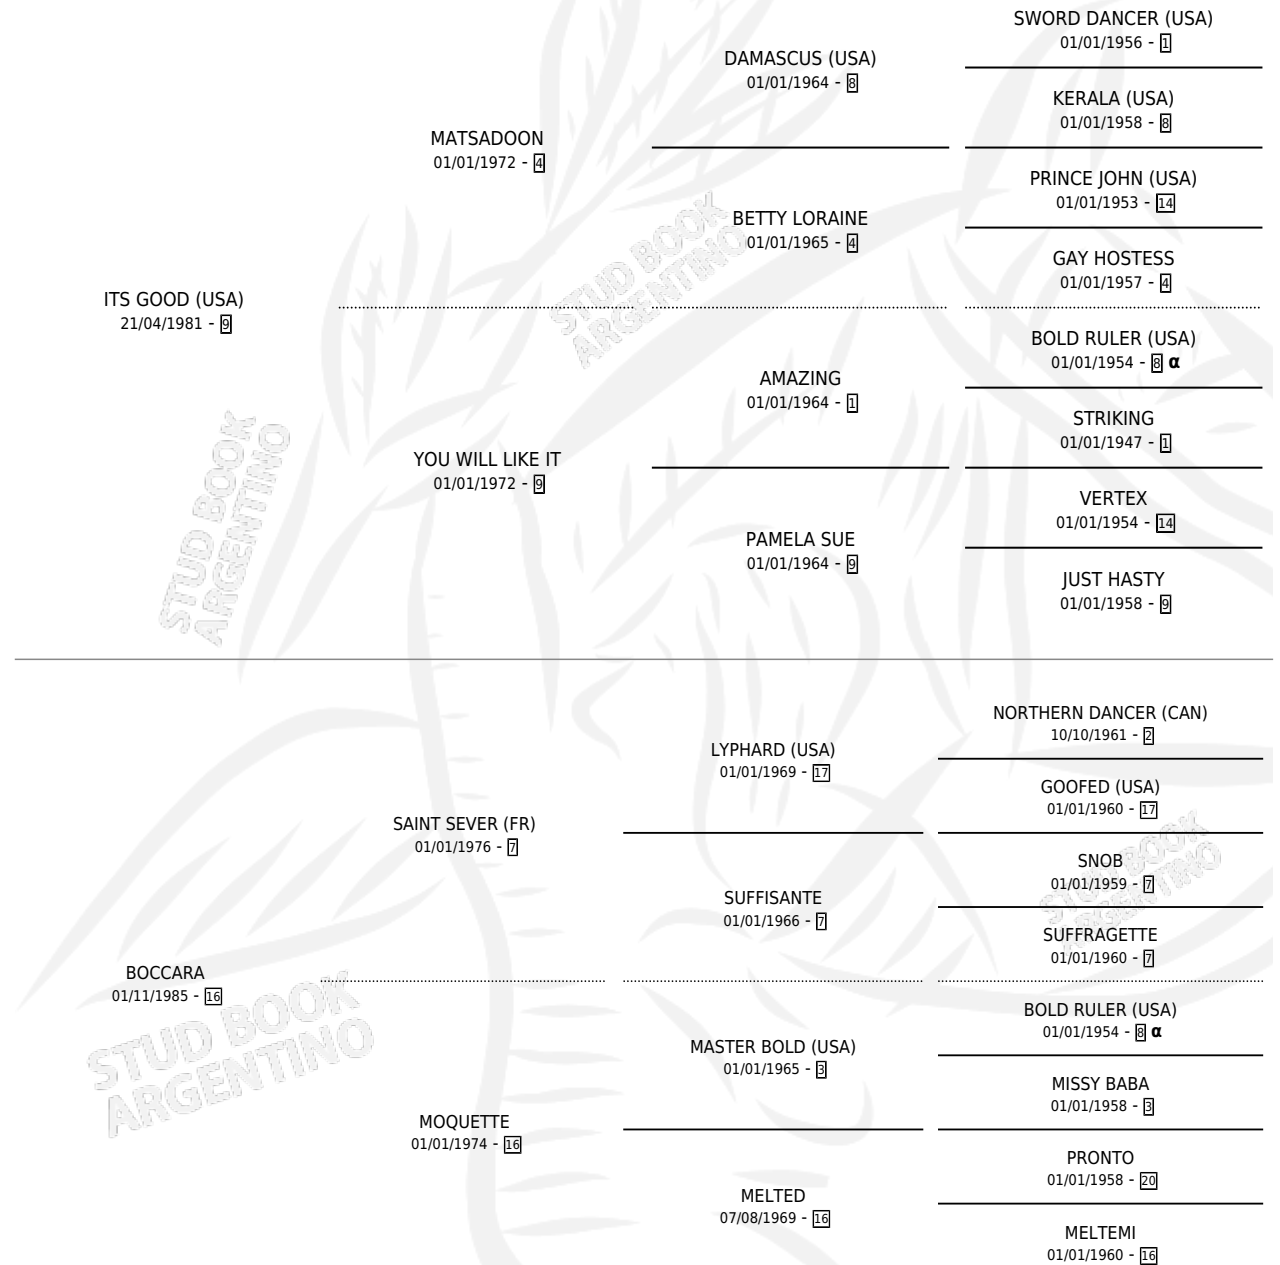 SWORD DANCER (USA)
01/01/1956 - 1
DAMASCUS (USA)
01/01/1964 - 8
KERALA (USA)
01/01/1958 - 8
MATSADOON
01/01/1972 - 4
PRINCE JOHN (USA)
01/01/1953 - 14
BETTY LORAINE
01/01/1965 - 4
GAY HOSTESS
01/01/1957 - 4
ITS GOOD (USA)
21/04/1981 - 9
BOLD RULER (USA)
01/01/1954 - 8 α
AMAZING
01/01/1964 - 1
STRIKING
01/01/1947 - 1
YOU WILL LIKE IT
01/01/1972 - 9
VERTEX
01/01/1954 - 14
PAMELA SUE
01/01/1964 - 9
JUST HASTY
01/01/1958 - 9
NORTHERN DANCER (CAN)
10/10/1961 - 2
LYPHARD (USA)
01/01/1969 - 17
GOOFED (USA)
01/01/1960 - 17
SAINT SEVER (FR)
01/01/1976 - 7
SNOB
01/01/1959 - 7
SUFFISANTE
01/01/1966 - 7
SUFFRAGETTE
01/01/1960 - 7
BOCCARA
01/11/1985 - 16
BOLD RULER (USA)
01/01/1954 - 8 α
MASTER BOLD (USA)
01/01/1965 - 3
MISSY BABA
01/01/1958 - 3
MOQUETTE
01/01/1974 - 16
PRONTO
01/01/1958 - 20
MELTED
07/08/1969 - 16
MELTEMI
01/01/1960 - 16
STUD BOOK
ARGENTINO
STUD BOOK
ARGENTINO
STUD BOOK
ARGENTINO
STUD BOOK
ARGENTINO